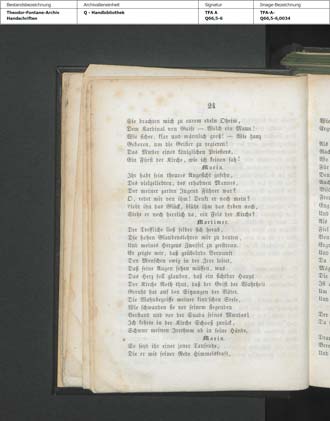 Bestandsbezeichnung
Theodor-Fontane-Archiv
Handschriften
Archivalieneinheit
Q - Handbibliothek
Signatur
TFA A
Q66,5-6
Image-Bezeichnung
TFA-A-
Q66,5-6,0034
24
Sie brachten mich zu eurem edeln Oheim,
Dem Kardinal von Guise — Welch ein Mann!
Wie sicher, klar und männlich groß! — Wie ganz
Geboren, um die Geister zu regieren!
Das Muster eines königlichen Priesters,
Ein Fürst der Kirche, wie ich keinen sah!
Maria.
Ihr habt sein theures Angesicht gesehn,
Des vielgeliebten, des erhabnen Mannes,
Der meiner zarten Jugend Führer war!
O, redet mir von ihm! Denkt er noch mein?
Liebt ihn das Glück, blüht ihm das Leben noch,
Steht er noch herrlich da, ein Fels der Kirche?
Mortimer.
Der Treffliche ließ selber sich herab,
Die hohen Glaubenslehren mir zu deuten,
Und meines Herzens Zweifel zu zerstreun.
Er zeigte mir, daß grübelnde Vernunft
Den Menschen ewig in der Irre leitet,
Daß seine Augen sehen müssen, was
Das Herz soll glauben, daß ein sichtbar Haupt
Der Kirche Noth thut, daß der Geist der Wahrheit
Geruht hat auf den Sitzungen der Väter.
Die Wahnbegriffe meiner kind'schen Seele,
Wie schwanden sie vor seinem siegenden
Verstand und vor der Suada seines Mundes!
Ich kehrte in der Kirche Schooß zurück,
Schwur meinen Irrthum ab in seine Hände.
Maria.
So seyd ihr einer jener Tausende,
Die er mit seiner Rede Himmelskraft,